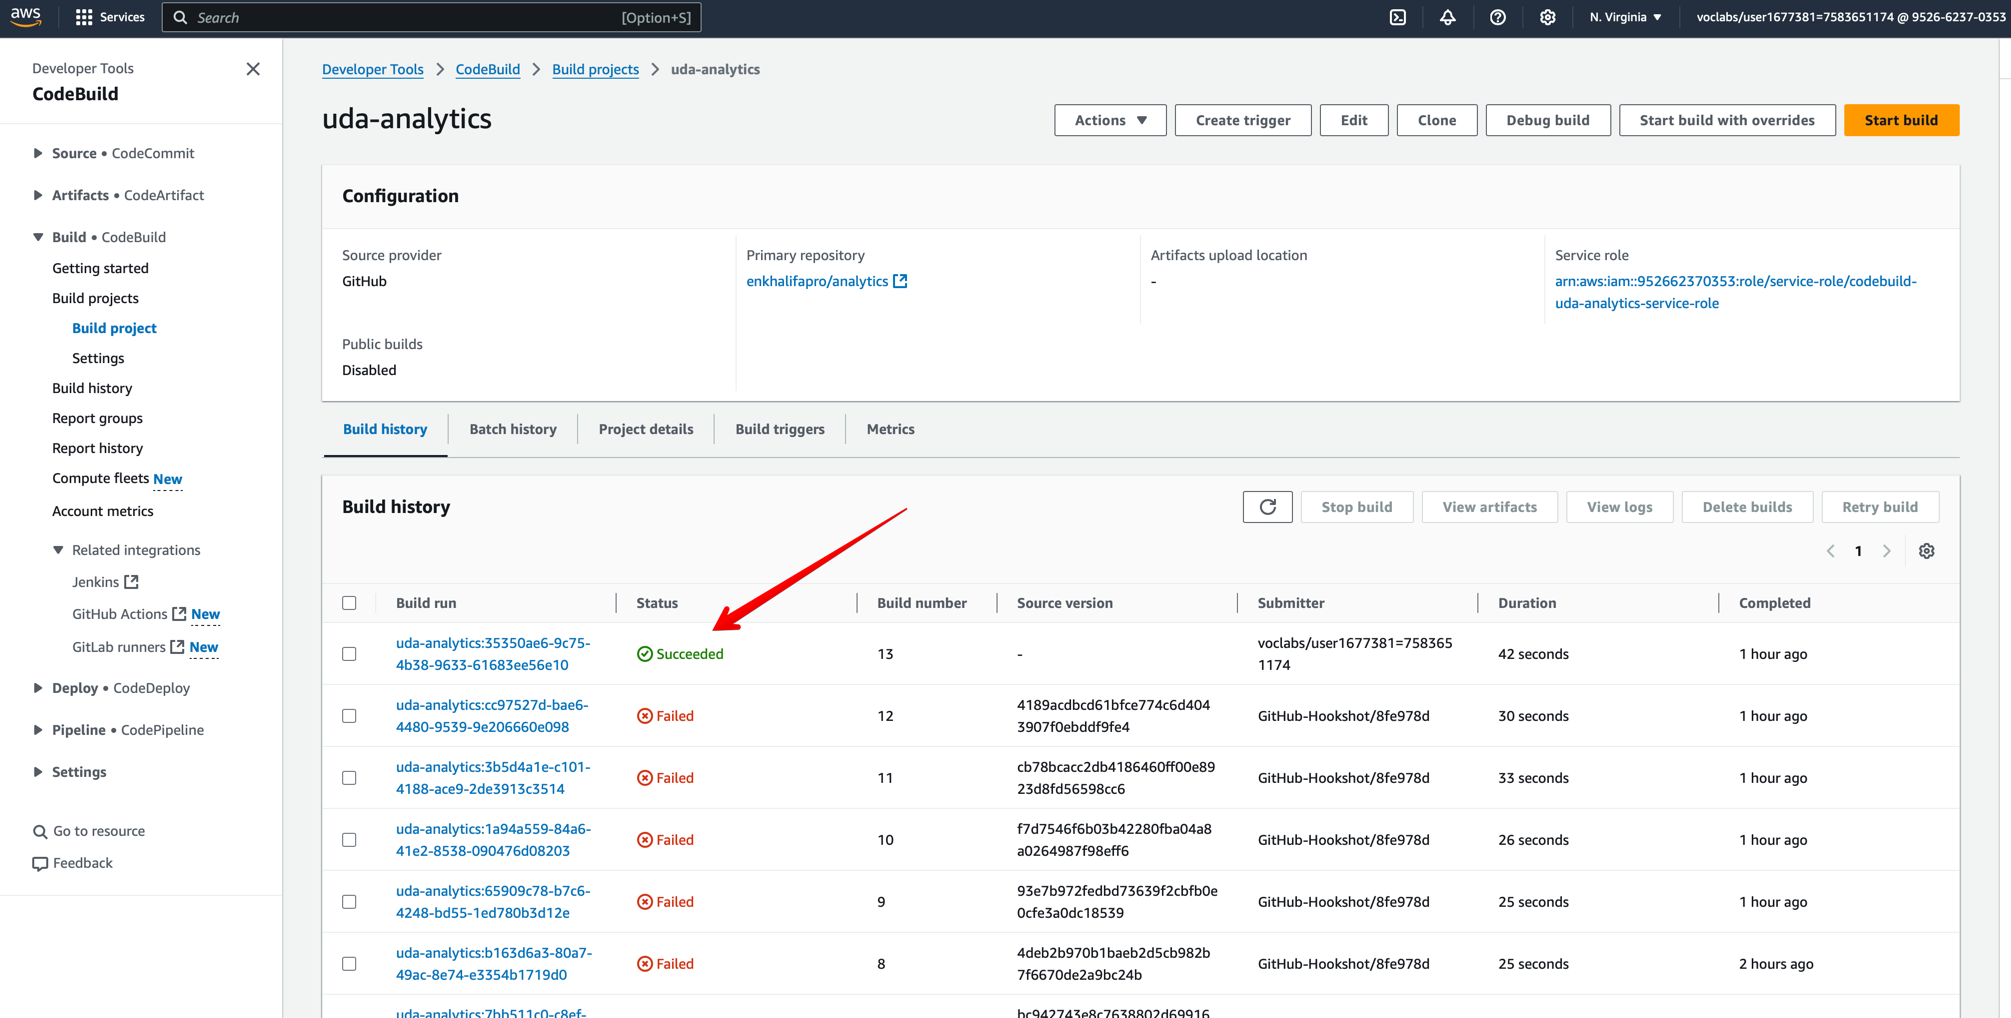 aws
Services
Search
[Option+S]
N. Virginia
voclabs/user1677381=7583651174 @ 9526-6237-0353
Developer Tools
CodeBuild
Source • CodeCommit
Artifacts • CodeArtifact
Build • CodeBuild
Getting started
Build projects
Build project
Settings
Build history
Report groups
Report history
Compute fleets New
Account metrics
Related integrations
Jenkins
GitHub Actions New
GitLab runners New
Deploy • CodeDeploy
Pipeline • CodePipeline
Settings
Go to resource
Feedback
Developer Tools
CodeBuild
Build projects
uda-analytics
uda-analytics
Actions
Create trigger
Edit
Clone
Debug build
Start build with overrides
Start build
Configuration
Source provider
GitHub
Primary repository
enkhalifapro/analytics
Artifacts upload location
-
Service role
arn:aws:iam::952662370353:role/service-role/codebuild-
uda-analytics-service-role
Public builds
Disabled
Build history
Batch history
Project details
Build triggers
Metrics
Build history
Stop build
View artifacts
View logs
Delete builds
Retry build
1
Build run
Status
Build number
Source version
Submitter
Duration
Completed
uda-analytics:35350ae6-9c75-
4b38-9633-61683ee56e10
Succeeded
13
-
voclabs/user1677381=758365
1174
42 seconds
1 hour ago
uda-analytics:cc97527d-bae6-
4480-9539-9e206660e098
Failed
12
4189acdbcd61bfce774c6d404
3907f0ebddf9fe4
GitHub-Hookshot/8fe978d
30 seconds
1 hour ago
uda-analytics:3b5d4a1e-c101-
4188-ace9-2de3913c3514
Failed
11
cb78bcacc2db4186460ff00e89
23d8fd56598cc6
GitHub-Hookshot/8fe978d
33 seconds
1 hour ago
uda-analytics:1a94a559-84a6-
41e2-8538-090476d08203
Failed
10
f7d7546f6b03b42280fba04a8
a0264987f98eff6
GitHub-Hookshot/8fe978d
26 seconds
1 hour ago
uda-analytics:65909c78-b7c6-
4248-bd55-1ed780b3d12e
Failed
9
93e7b972fedbd73639f2cbfb0e
0cfe3a0dc18539
GitHub-Hookshot/8fe978d
25 seconds
1 hour ago
uda-analytics:b163d6a3-80a7-
49ac-8e74-e3354b1719d0
Failed
8
4deb2b970b1baeb2d5cb982b
7f6670de2a9bc24b
GitHub-Hookshot/8fe978d
25 seconds
2 hours ago
uda-analytics:7bb511c0-c8ef-
bc942743e8c7638802d69916